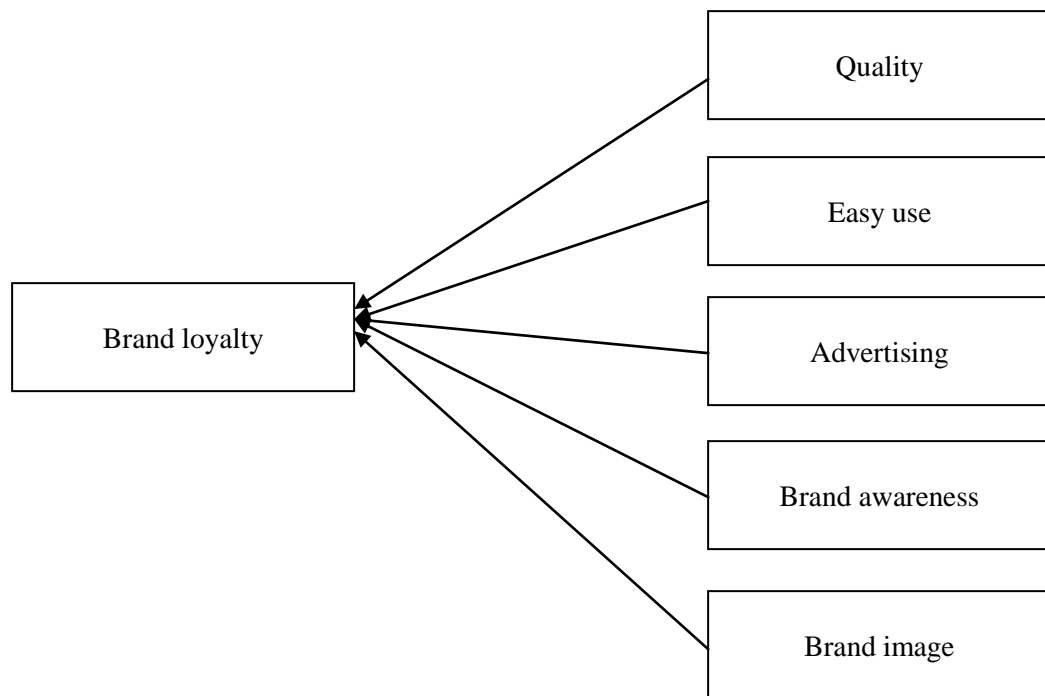 Quality
Easy use
Brand loyalty
Advertising
Brand awareness
Brand image